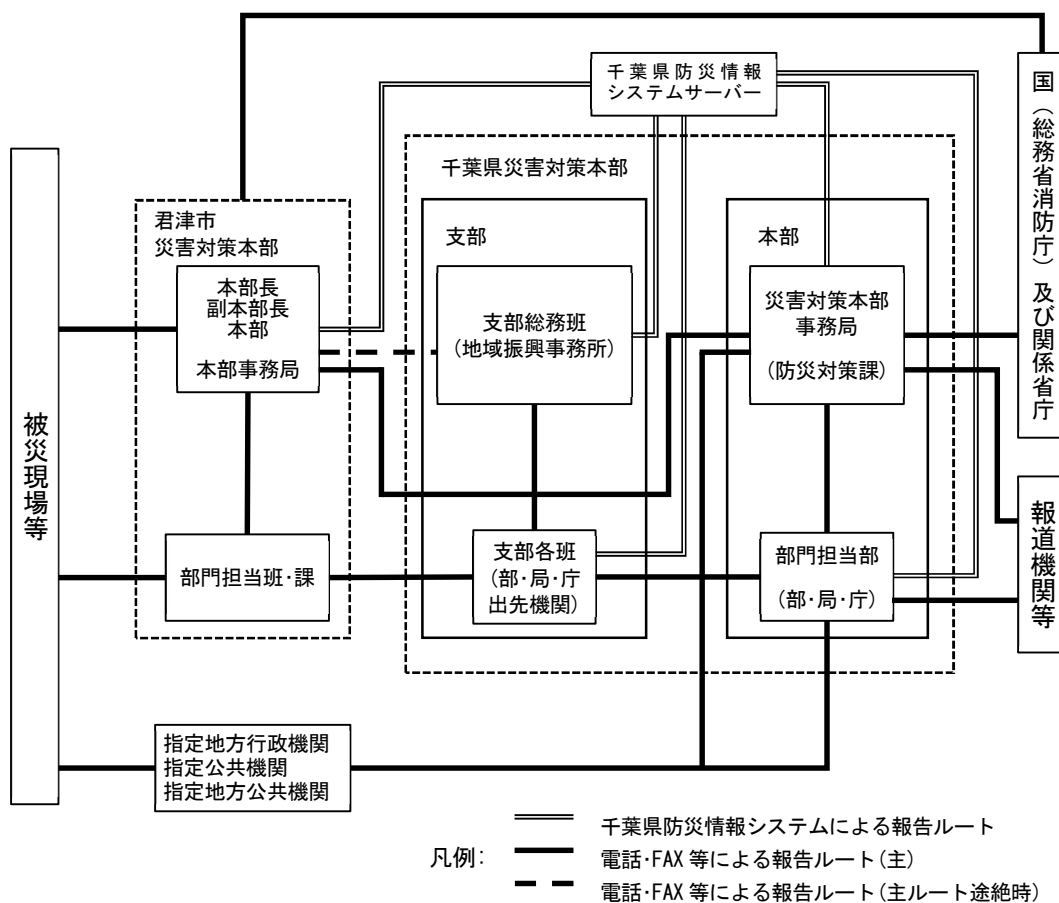 千葉県防災情報
システムサーバー
国（総務省消防庁）及び関係省庁
千葉県災害対策本部
君津市
災害対策本部
支部
本部
本部長
副本部長
本部
本部事務局
支部総務班
(地域振興事務所)
災害対策本部
事務局
(防災対策課)
被災現場等
報道機関等
部門担当班・課
支部各班
(部・局・庁
出先機関)
部門担当部
(部・局・庁)
指定地方行政機関
指定公共機関
指定地方公共機関
凡例：
千葉県防災情報システムによる報告ルート
電話・FAX 等による報告ルート(主)
電話・FAX 等による報告ルート(主ルート途絶時)